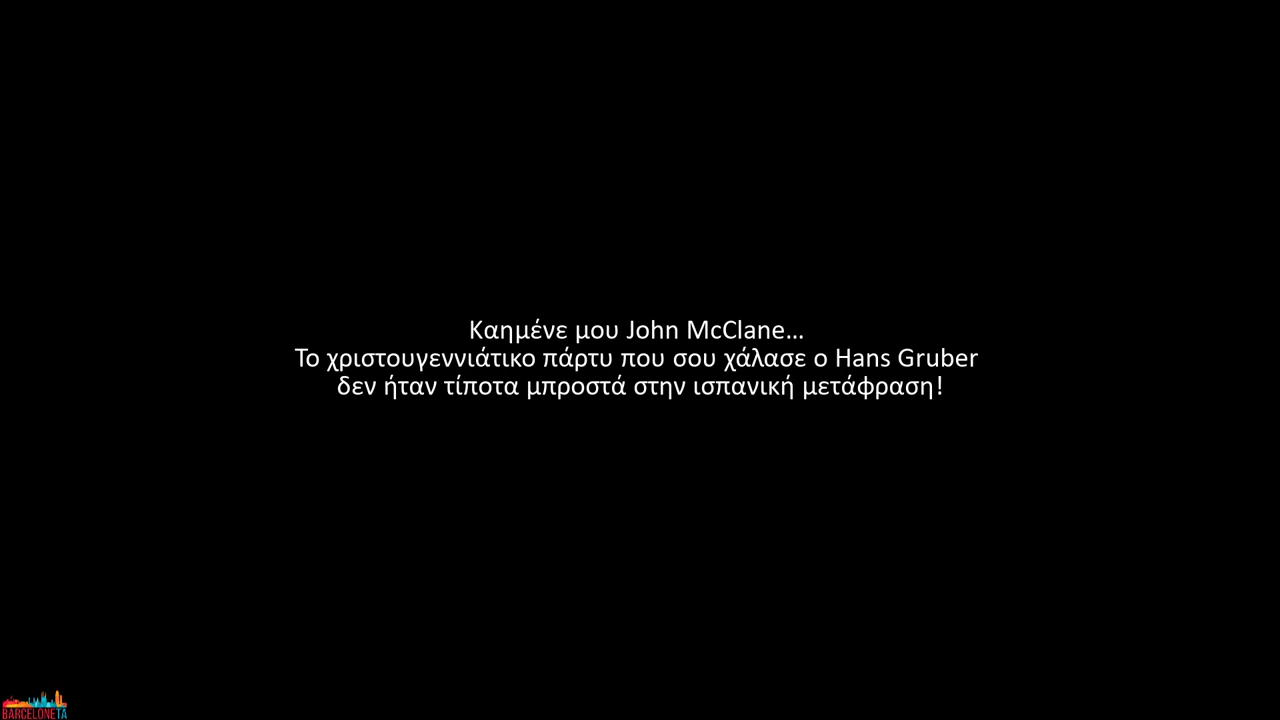 Καημένε μου John McClane…
Το χριστουγεννιάτικο πάρτυ που σου χάλασε ο Hans Gruber
δεν ήταν τίποτα μπροστά στην ισπανική μετάφραση!
BARCELONETA